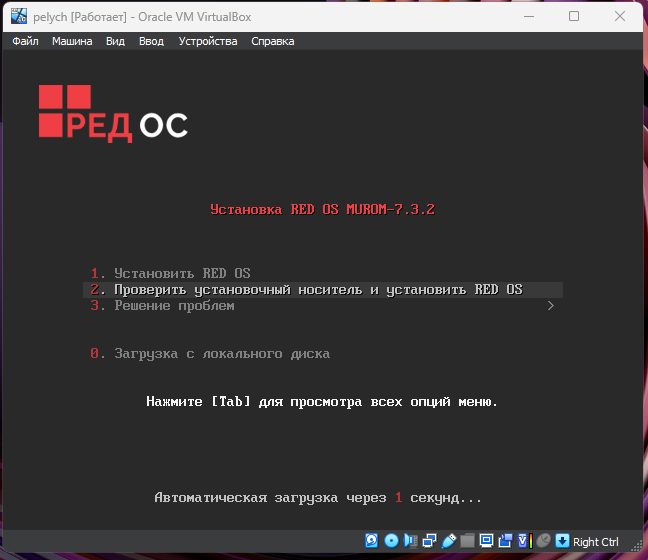 pelych [Работает] - Oracle VM VirtualBox
Файл Машина Вид Ввод Устройства Справка
РЕД ОС
Установка RED OS MUROM-7.3.2
1. Установить RED OS
2. Проверить установочный носитель и установить RED OS
3. Решение проблем >
0. Загрузка с локального диска
Нажмите [Tab] для просмотра всех опций меню.
Автоматическая загрузка через 1 секунд...
Right Ctrl